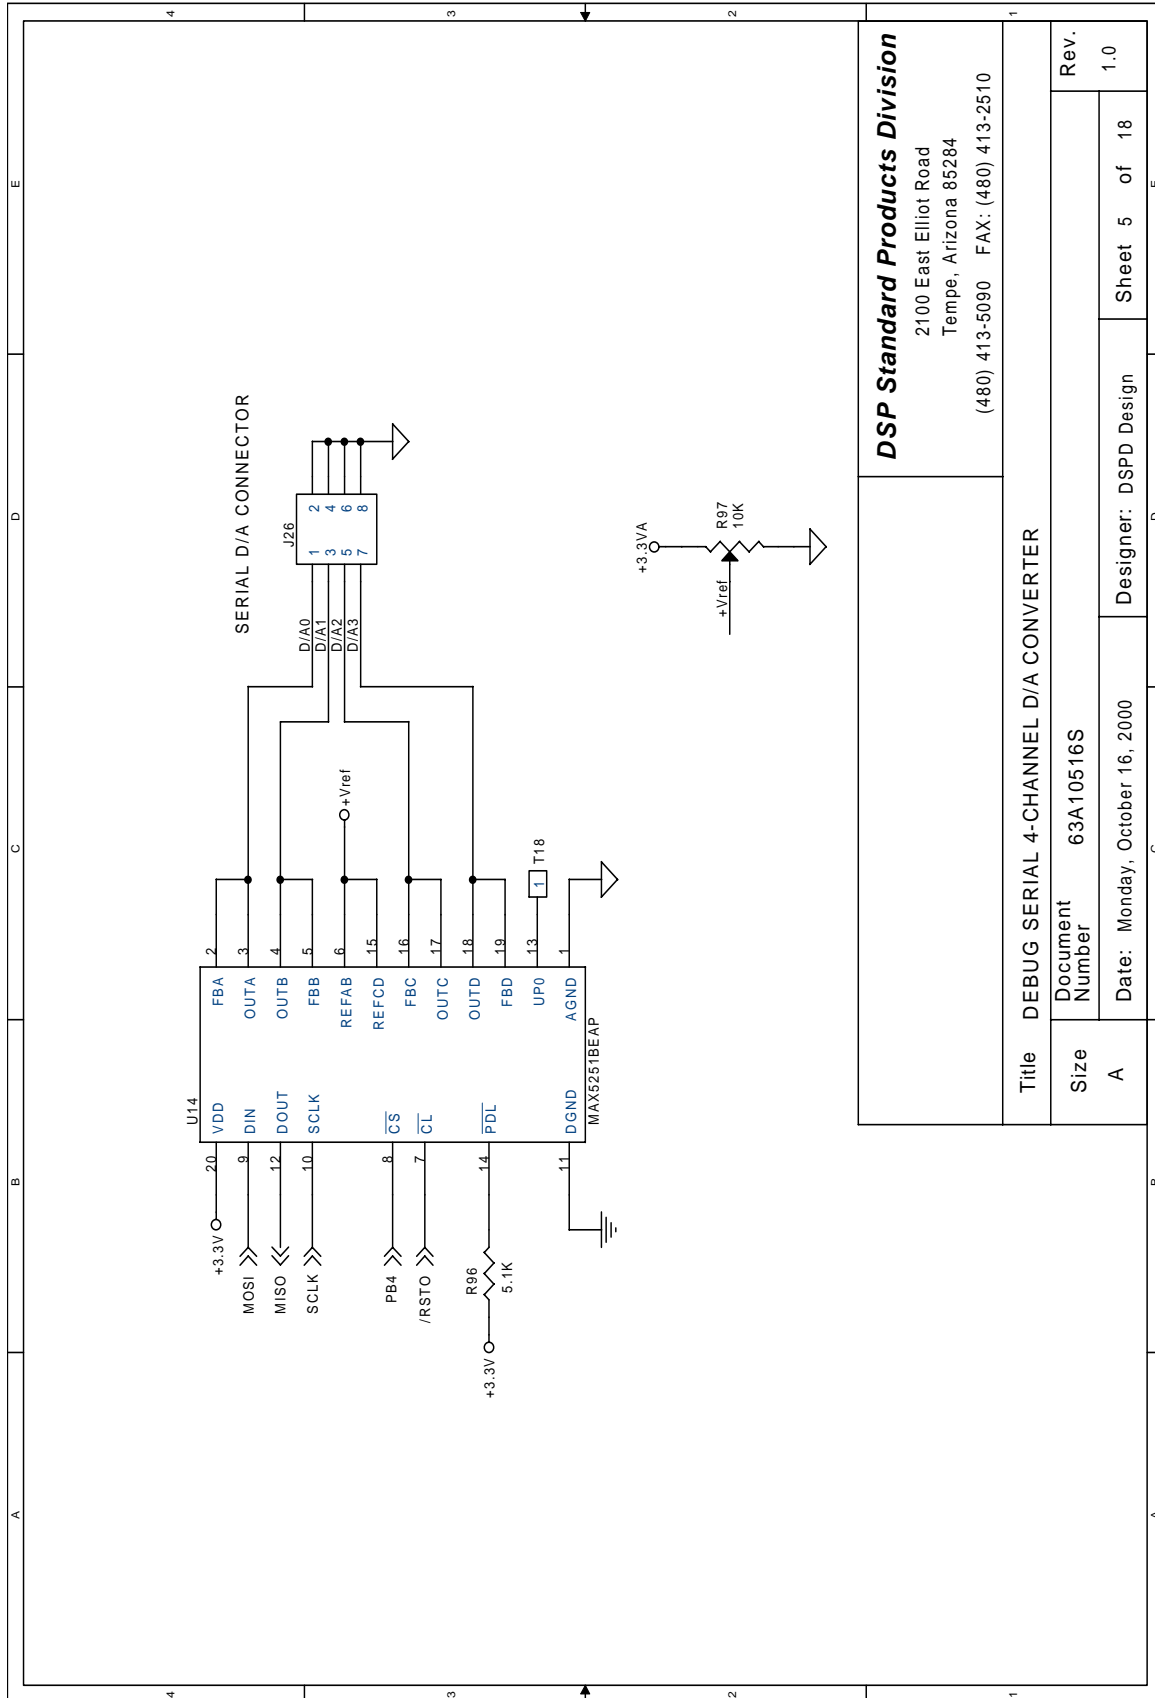 A
B
C
D
E
4
3
2
1
SERIAL D/A CONNECTOR
U14
+3.3V
20
VDD
MOSI
9
DIN
MISO
12
DOUT
SCLK
10
SCLK
PB4
8
CS
/RSTO
7
CL
+3.3V
R96
5.1K
14
PDL
11
DGND
MAX5251BEAP
FBA
2
OUTA
3
OUTB
4
FBB
5
REFAB
6
REFCD
15
FBC
16
OUTC
17
OUTD
18
FBD
19
UP0
13
AGND
1
+Vref
1
T18
D/A0
D/A1
D/A2
D/A3
J26
1 2
3 4
5 6
7 8
+3.3VA
+Vref
R97
10K
DSP Standard Products Division
2100 East Elliot Road
Tempe, Arizona 85284
(480) 413-5090 FAX: (480) 413-2510
Title DEBUG SERIAL 4-CHANNEL D/A CONVERTER
Size
A
Document
Number
63A10516S
Rev.
1.0
Date: Monday, October 16, 2000
Designer: DSPD Design
Sheet 5 of 18
4
3
2
1
A
B
C
D
E